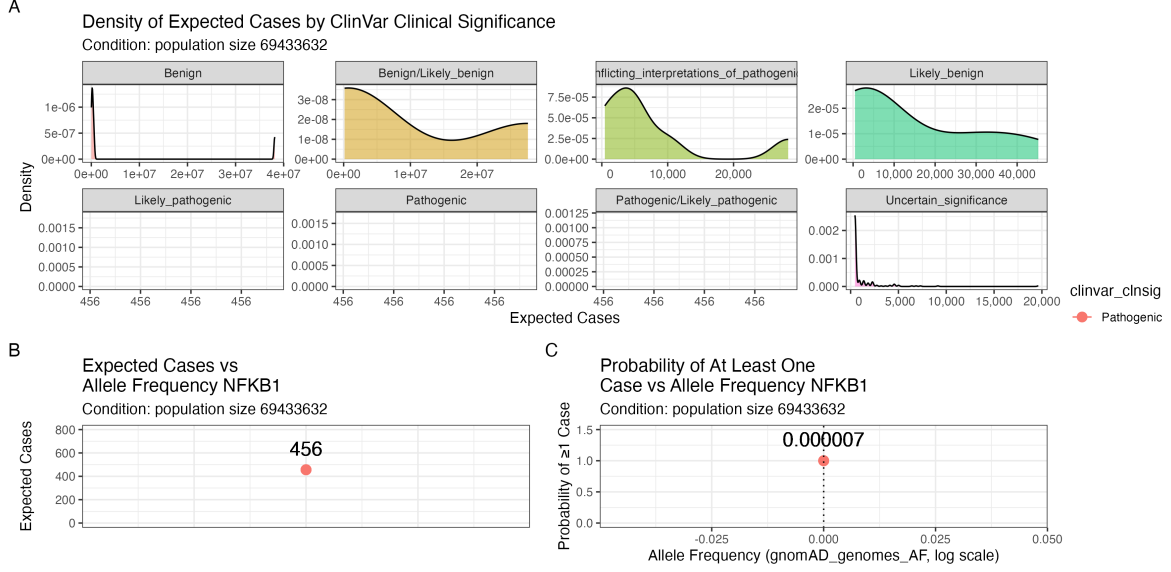 A
Density of Expected Cases by ClinVar Clinical Significance
Condition: population size 69433632
Benign
Benign/Likely_benign
nflicting_interpretations_of_pathogenici
Likely_benign
1e-06
5e-07
0e+00
3e-08
2e-08
1e-08
0e+00
7.5e-05
5.0e-05
2.5e-05
0.0e+00
2e-05
1e-05
0e+00
0e+00 1e+07 2e+07 3e+07 4e+07
0e+00 1e+07 2e+07
0 10,000 20,000
0 10,000 20,000 30,000 40,000
Density
Likely_pathogenic
Pathogenic
Pathogenic/Likely_pathogenic
Uncertain_significance
0.0015
0.0010
0.0005
0.0000
0.0015
0.0010
0.0005
0.0000
0.00125
0.00100
0.00075
0.00050
0.00025
0.00000
0.002
0.001
0.000
456 456 456 456
456 456 456 456
456 456 456 456
0 5,000 10,000 15,000 20,000
Expected Cases
clinvar_clnsig
Pathogenic
B
Expected Cases vs
Allele Frequency NFKB1
Condition: population size 69433632
Expected Cases
800
600
400
200
0
456
C
Probability of At Least One
Case vs Allele Frequency NFKB1
Condition: population size 69433632
Probability of ≥1 Case
1.5
1.0
0.5
0.0
0.000007
-0.025 0.000 0.025 0.050
Allele Frequency (gnomAD_genomes_AF, log scale)